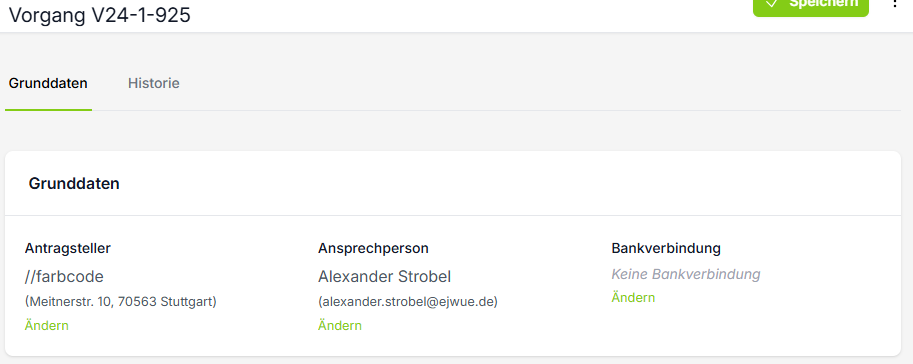 Vorgang V24-1-925
Speichern
Grunddaten
Historie
Grunddaten
Antragsteller
//farbcode
(Meitnerstr. 10, 70563 Stuttgart)
Ändern
Ansprechperson
Alexander Strobel
(alexander.strobel@ejwue.de)
Ändern
Bankverbindung
Keine Bankverbindung
Ändern